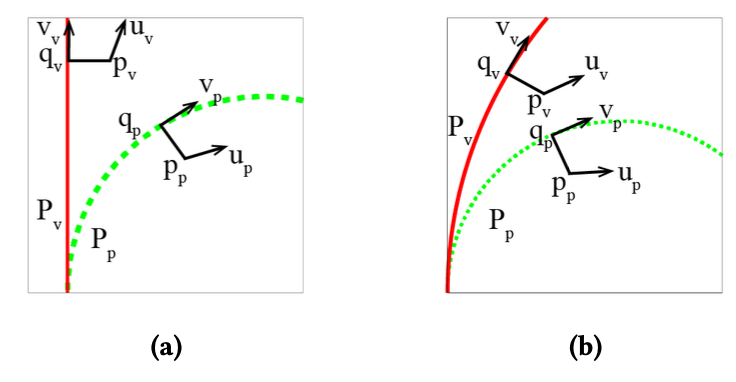 v_v u_v
q_v p_v
v_p
q_p
p_p u_p
P_v
P_p
(a)
v_v
q_v u_v
p_v
v_p
P_v q_p
p_p u_p
P_p
(b)